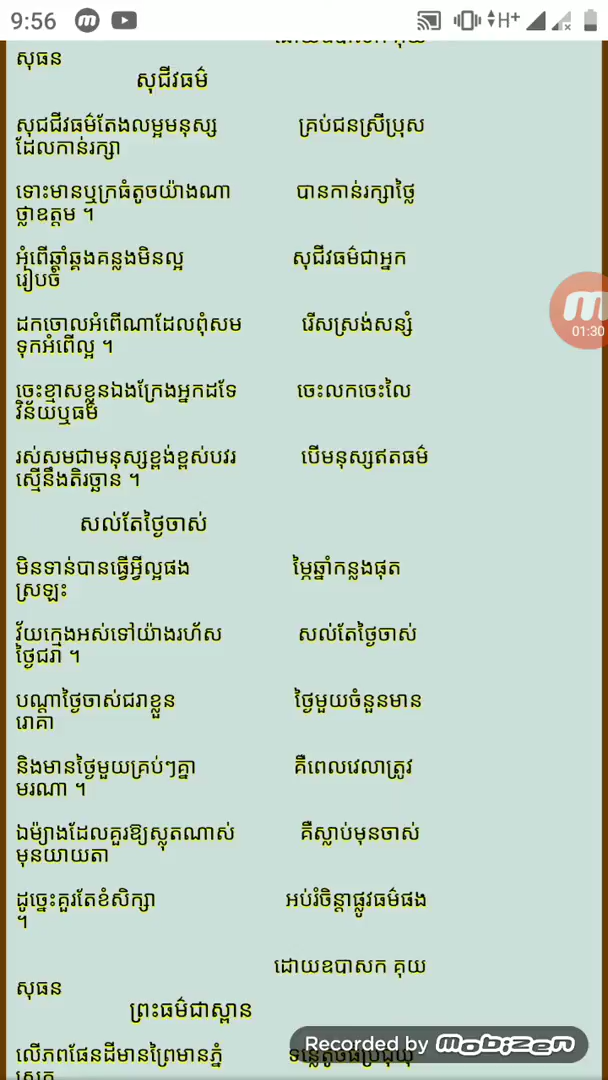 9:56
H+
សុធន
សុជីវធម៌
សុជជីវធម៌តែងលម្អមនុស្ស គ្រប់ជនស្រីប្រុស
ដែលកាន់រក្សា
ទោះមានឬក្រធំតូចយ៉ាងណា បានកាន់រក្សាថ្លៃ
ថ្លាឧត្តម ។
អំពើឆ្គាំឆ្គងគន្លងមិនល្អ សុជីវធម៌ជាអ្នក
រៀបចំ
ដកចោលអំពើណាដែលពុំសម រើសស្រង់សន្សំ
ទុកអំពើល្អ ។
ចេះខ្មាសខ្លួនឯងក្រែងអ្នកដទៃ ចេះលកចេះលៃ
វិន័យឬធម៌
រស់សមជាមនុស្សខ្ពង់ខ្ពស់បវរ បើមនុស្សឥតធម៌
ស្មើនឹងតិរច្ឆាន ។
សល់តែថ្ងៃចាស់
មិនទាន់បានធ្វើអ្វីល្អផង ម្ភៃឆ្នាំកន្លងផុត
ស្រឡះ
វ័យក្មេងអស់ទៅយ៉ាងរហ័ស សល់តែថ្ងៃចាស់
ថ្ងៃជរា ។
បណ្តាថ្ងៃចាស់ជរាខ្លួន ថ្ងៃមួយចំនួនមាន
រោគា
និងមានថ្ងៃមួយគ្រប់ៗគ្នា គឺពេលវេលាត្រូវ
មរណា ។
ឯម៉្យាងដែលគួរឱ្យស្លុតណាស់ គឺស្លាប់មុនចាស់
មុនយាយតា
ដូច្នេះគួរតែខំសិក្សា អប់រំចិន្តាផ្លូវធម៌ផង
។
ដោយឧបាសក គុយ
សុធន
ព្រះធម៌ជាស្ពាន
លើភពផែនដីមានព្រៃមានភ្នំ
01:30
Recorded by mobizen